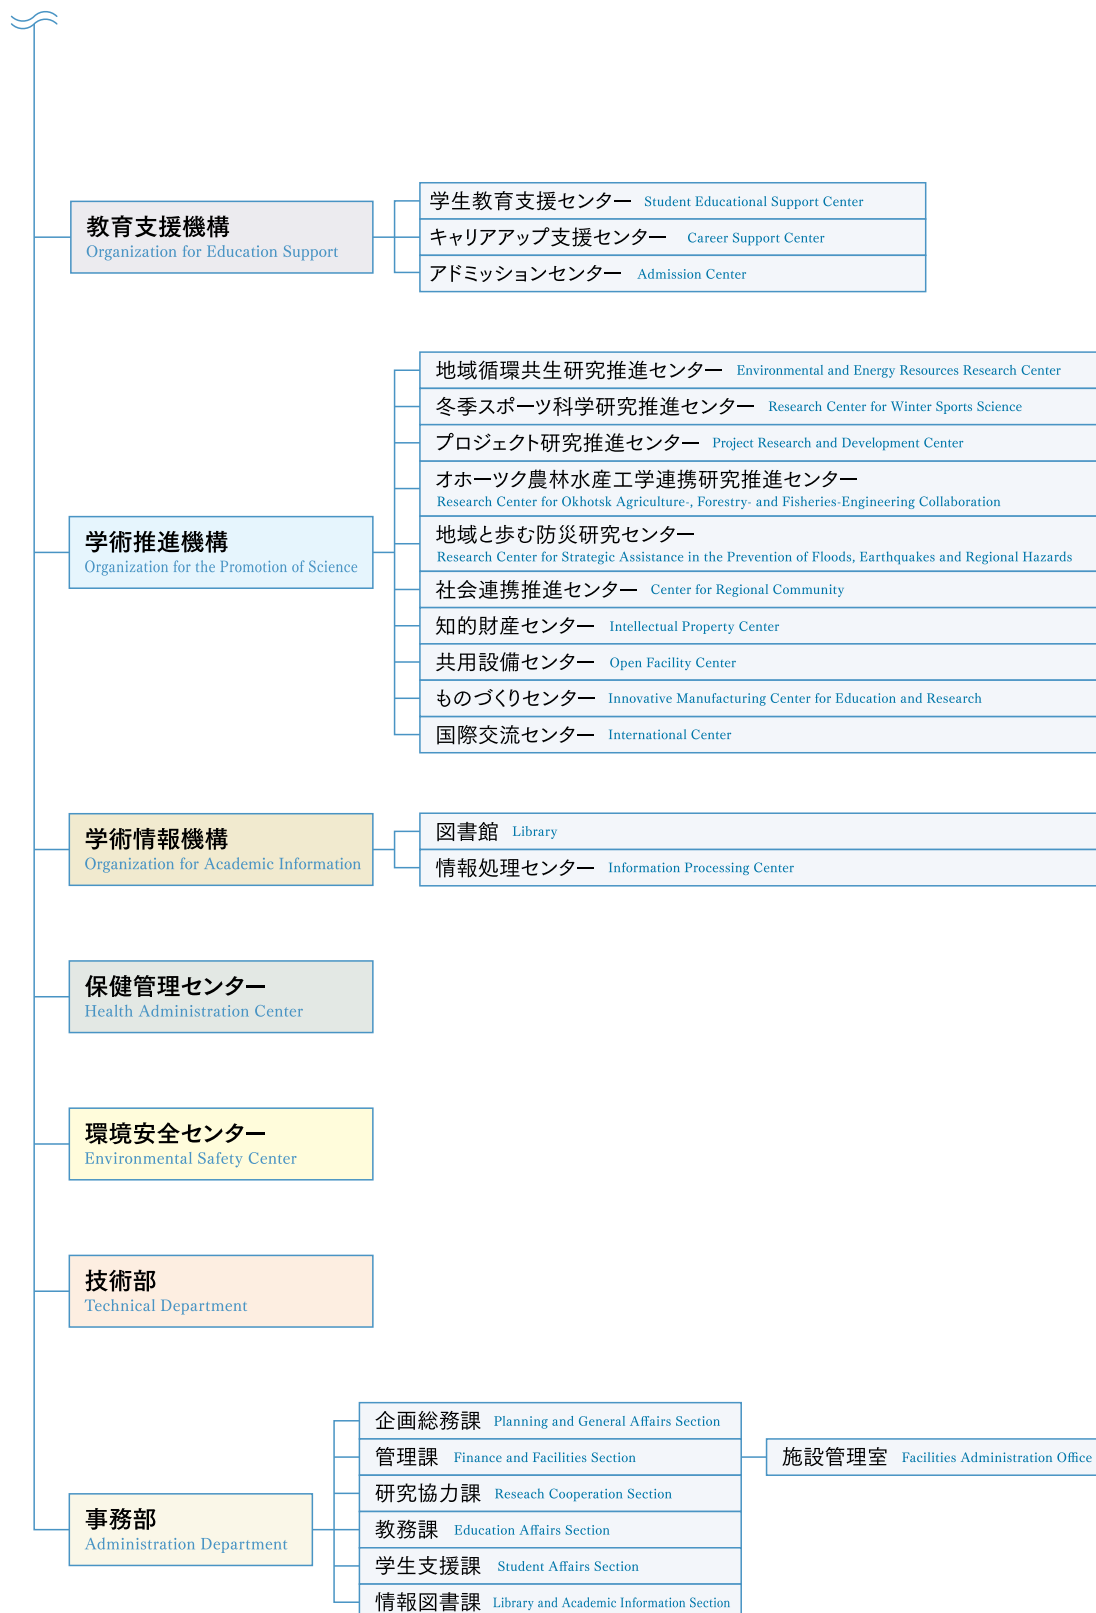 教育支援機構
Organization for Education Support
学生教育支援センター Student Educational Support Center
キャリアアップ支援センター Career Support Center
アドミッションセンター Admission Center
学術推進機構
Organization for the Promotion of Science
地域循環共生研究推進センター Environmental and Energy Resources Research Center
冬季スポーツ科学研究推進センター Research Center for Winter Sports Science
プロジェクト研究推進センター Project Research and Development Center
オホーツク農林水産工学連携研究推進センター
Research Center for Okhotsk Agriculture-, Forestry- and Fisheries-Engineering Collaboration
地域と歩む防災研究センター
Research Center for Strategic Assistance in the Prevention of Floods, Earthquakes and Regional Hazards
社会連携推進センター Center for Regional Community
知的財産センター Intellectual Property Center
共用設備センター Open Facility Center
ものづくりセンター Innovative Manufacturing Center for Education and Research
国際交流センター International Center
学術情報機構
Organization for Academic Information
図書館 Library
情報処理センター Information Processing Center
保健管理センター
Health Administration Center
環境安全センター
Environmental Safety Center
技術部
Technical Department
事務部
Administration Department
企画総務課 Planning and General Affairs Section
管理課 Finance and Facilities Section
施設管理室 Facilities Administration Office
研究協力課 Reseach Cooperation Section
教務課 Education Affairs Section
学生支援課 Student Affairs Section
情報図書課 Library and Academic Information Section